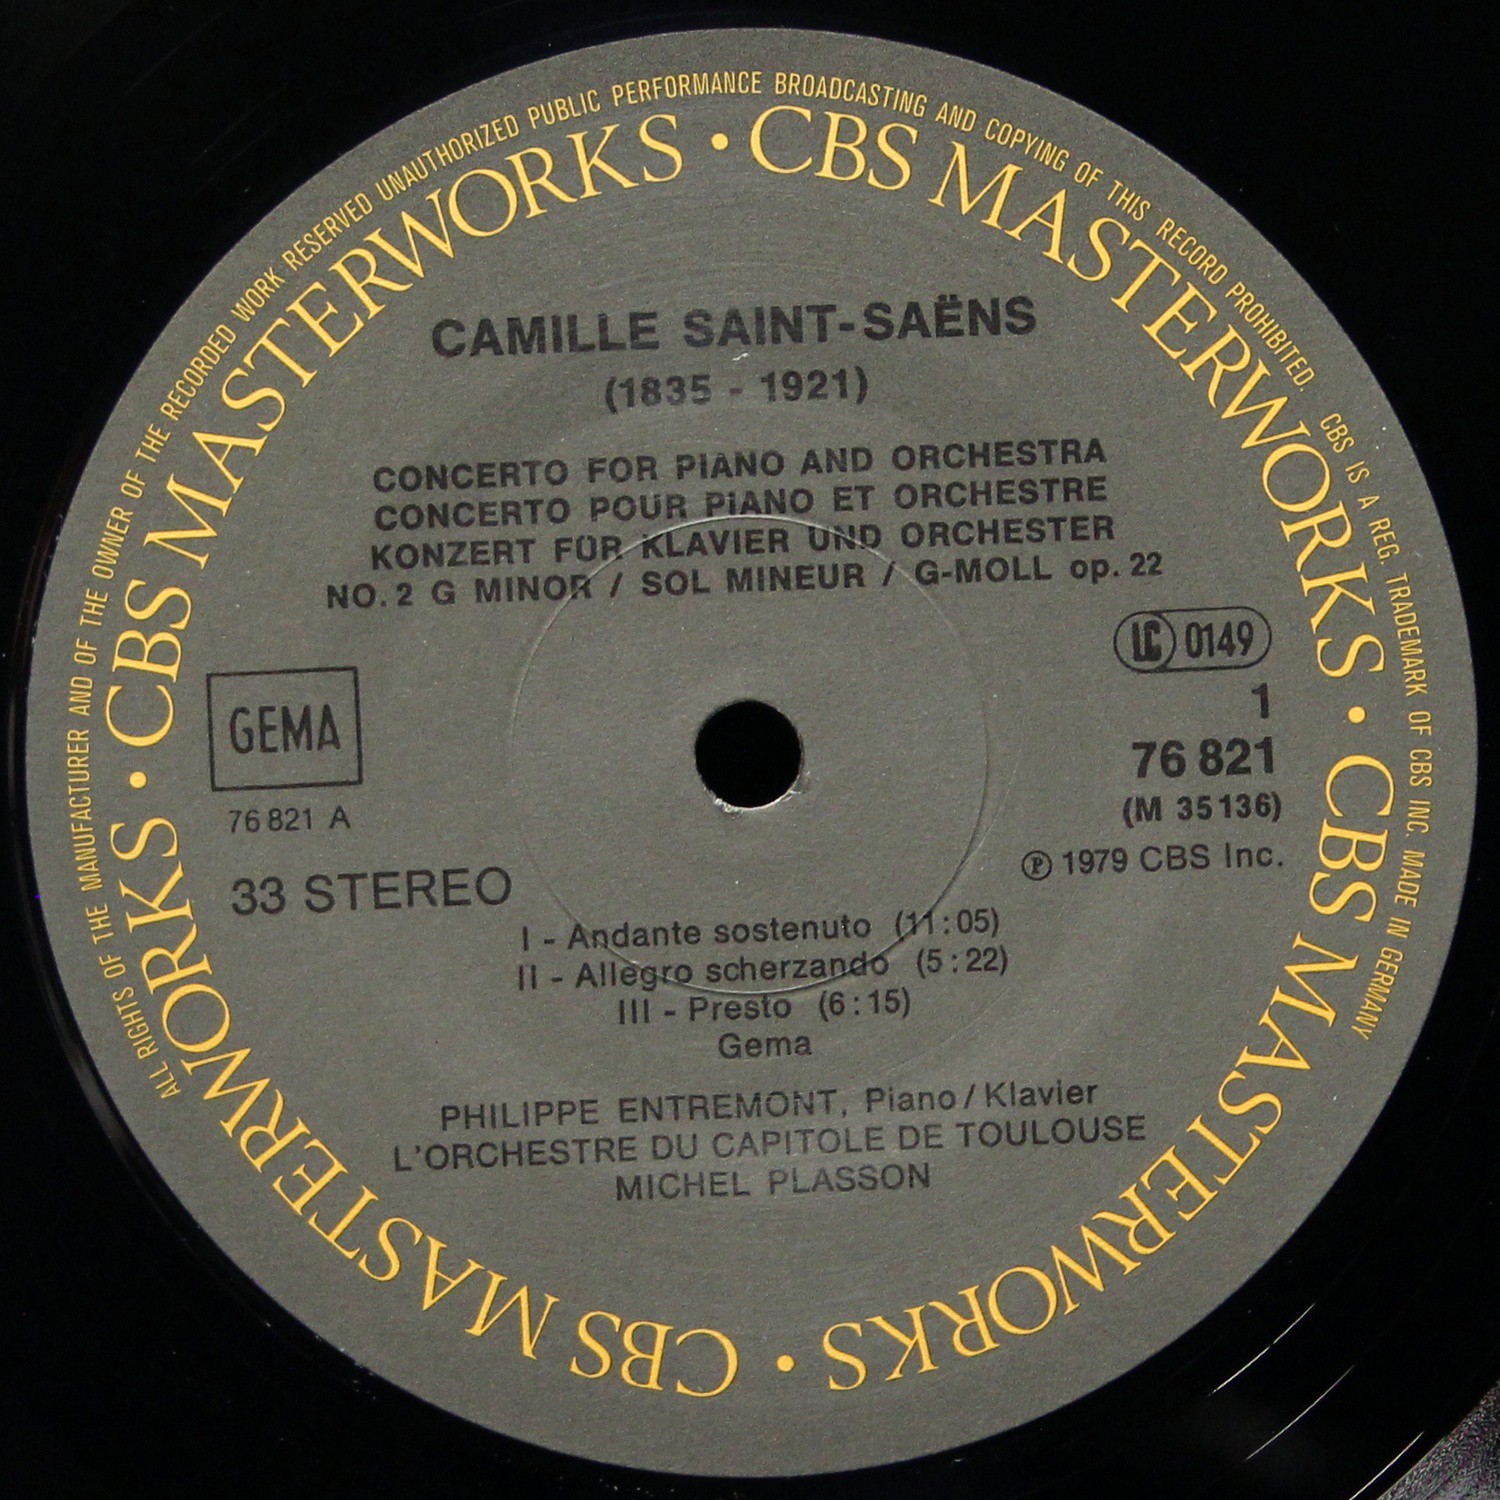 ALL RIGHTS OF THE MANUFACTURER AND OF THE OWNER OF THE RECORDED WORK RESERVED UNAUTHORIZED PUBLIC PERFORMANCE BROADCASTING AND COPYING OF THIS RECORD PROHIBITED. CBS IS A REG. TRADEMARK OF CBS INC. MADE IN GERMANY
CBS MASTERWORKS · CBS MASTERWORKS · CBS MASTERWORKS · CBS MASTERWORKS ·
CAMILLE SAINT-SAËNS
(1835 - 1921)
CONCERTO FOR PIANO AND ORCHESTRA
CONCERTO POUR PIANO ET ORCHESTRE
KONZERT FÜR KLAVIER UND ORCHESTER
NO. 2 G MINOR / SOL MINEUR / G-MOLL op. 22
LC 0149
GEMA
1
76 821
76 821 A
(M 35136)
℗ 1979 CBS Inc.
33 STEREO
I - Andante sostenuto (11:05)
II - Allegro scherzando (5:22)
III - Presto (6:15)
Gema
PHILIPPE ENTREMONT, Piano / Klavier
L'ORCHESTRE DU CAPITOLE DE TOULOUSE
MICHEL PLASSON